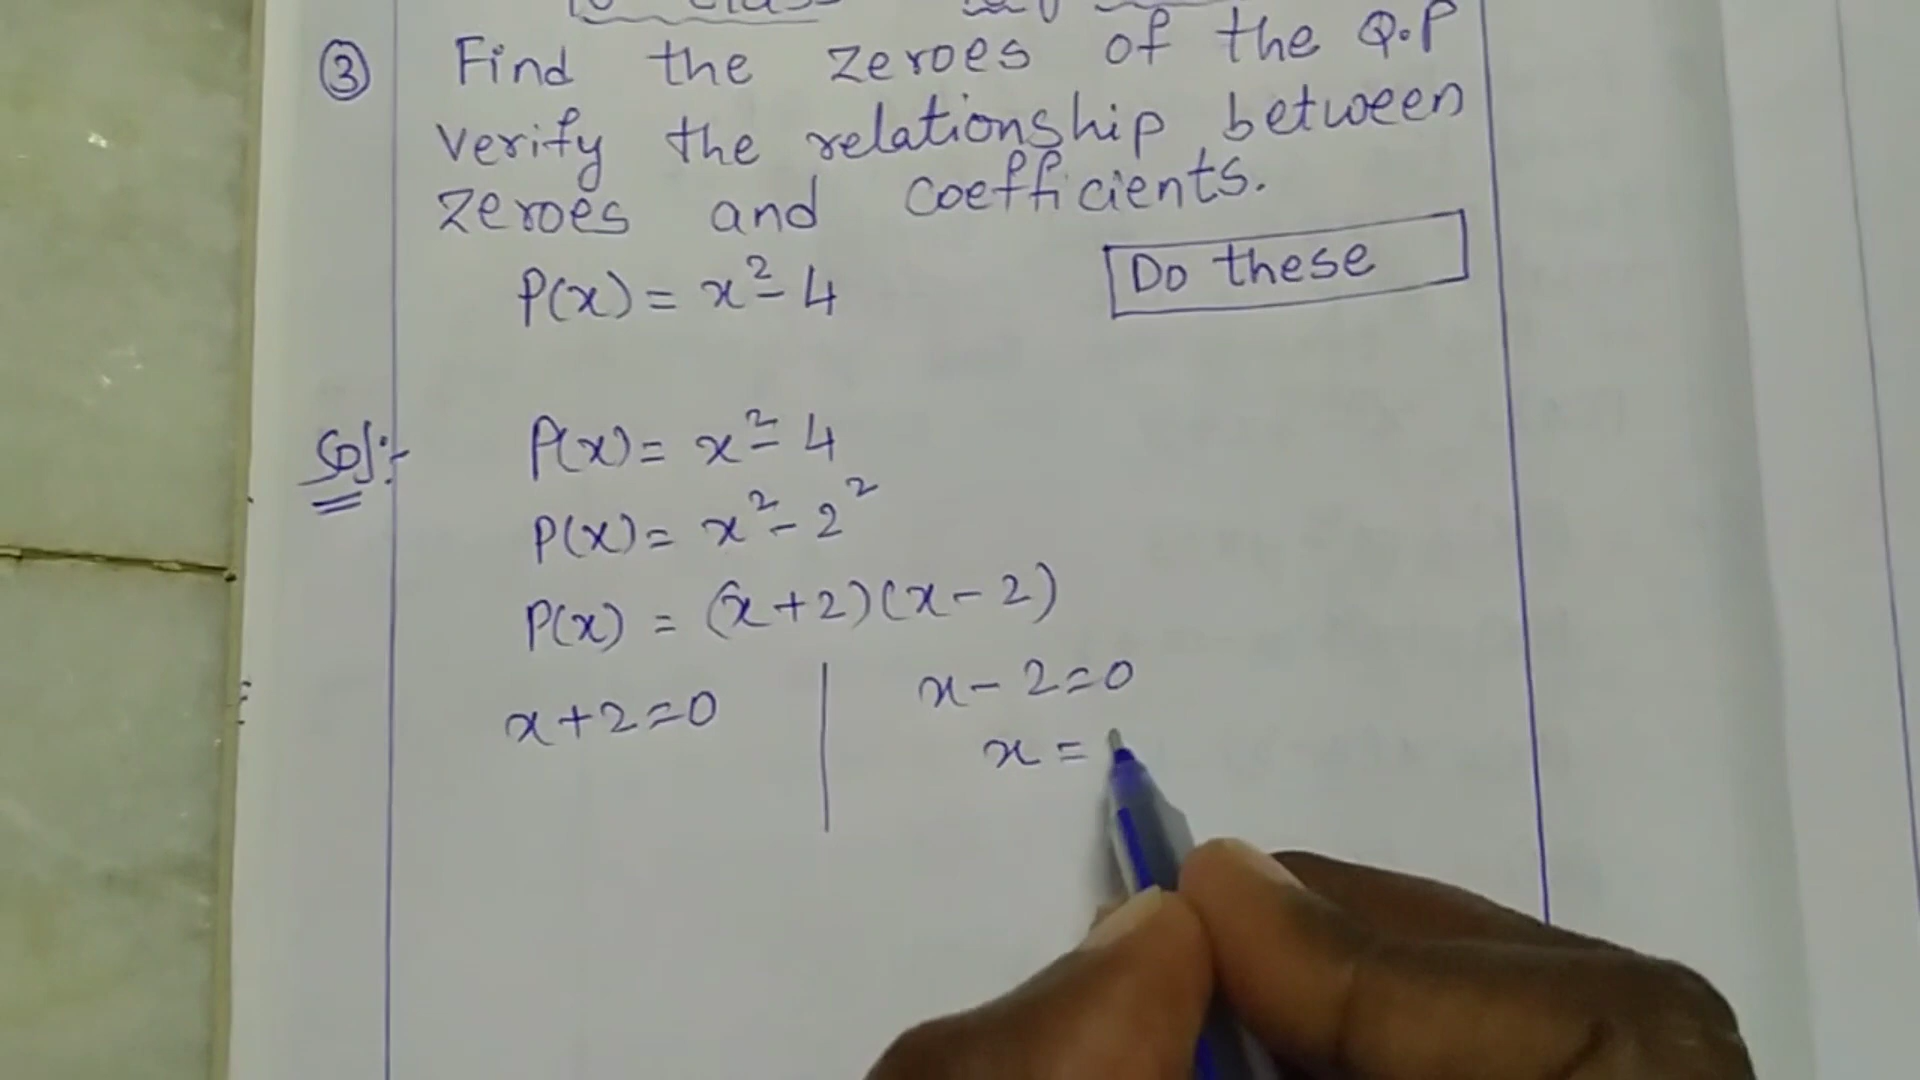 ③ Find the zeroes of the Q.P
verify the relationship between
zeroes and coefficients.
P(x) = x² - 4
Do these
Sol:-
P(x) = x² - 4
P(x) = x² - 2²
P(x) = (x+2)(x-2)
x+2=0
x-2=0
x =